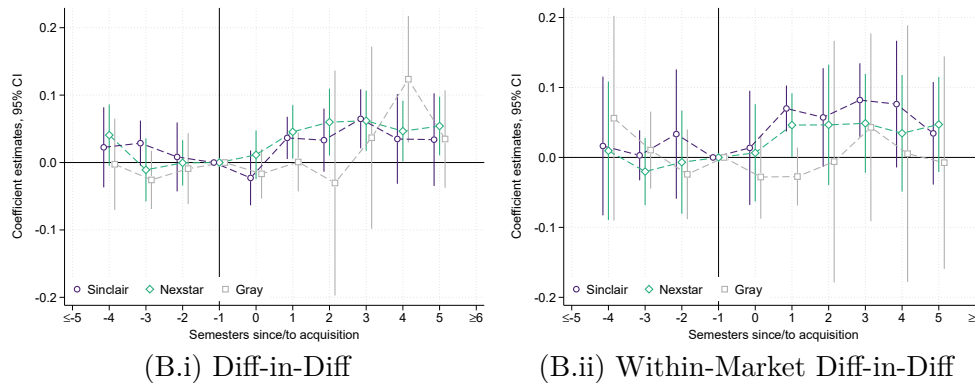 0.2
0.1
0.0
-0.1
-0.2
Coefficient estimates, 95% CI
Sinclair Nexstar Gray
≤-5 -4 -3 -2 -1 0 1 2 3 4 5 ≥6
Semesters since/to acquisition
(B.i) Diff-in-Diff
0.2
0.1
0.0
-0.1
-0.2
Coefficient estimates, 95% CI
Sinclair Nexstar Gray
≤-5 -4 -3 -2 -1 0 1 2 3 4 5 ≥
Semesters since/to acquisition
(B.ii) Within-Market Diff-in-Diff